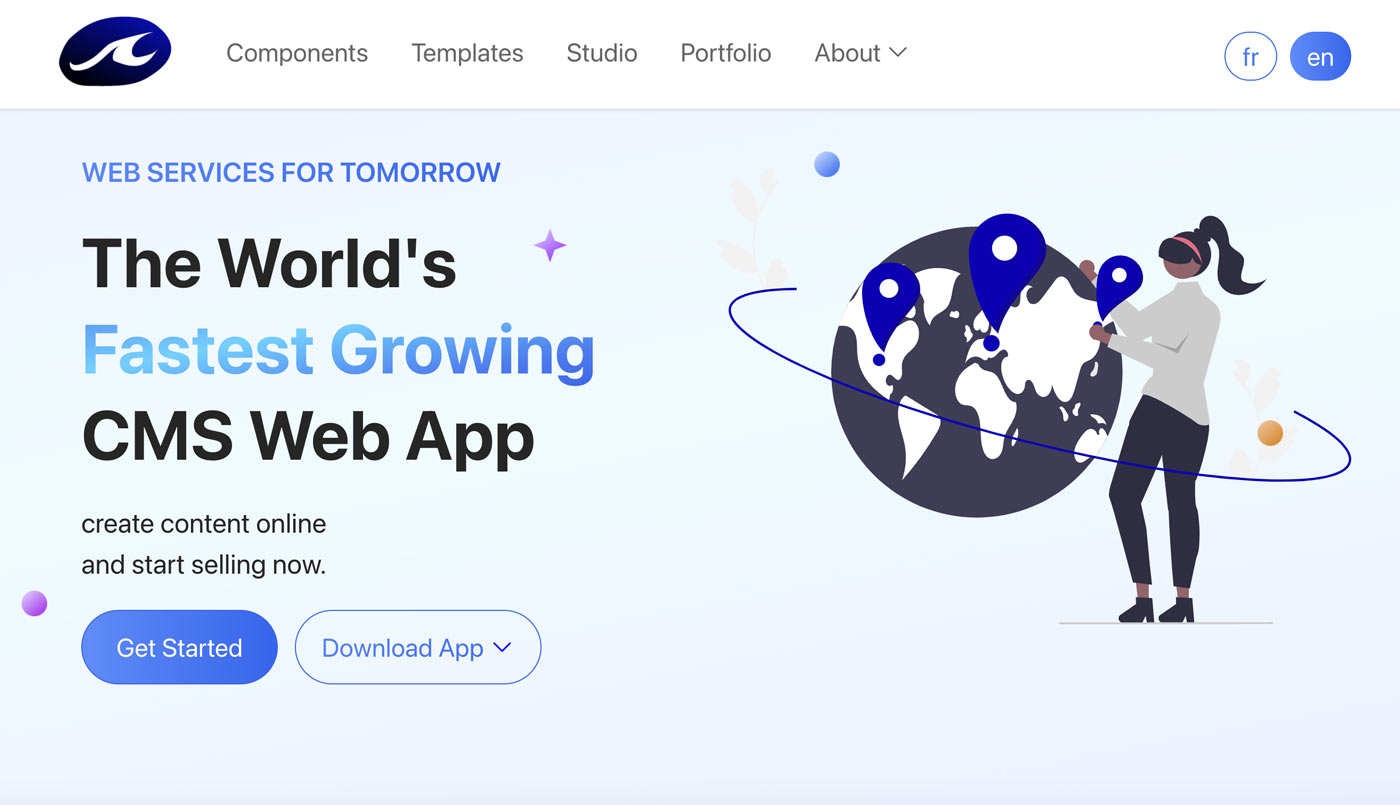 Components Templates Studio Portfolio About fr en
WEB SERVICES FOR TOMORROW
The World's
Fastest Growing
CMS Web App
create content online
and start selling now.
Get Started Download App